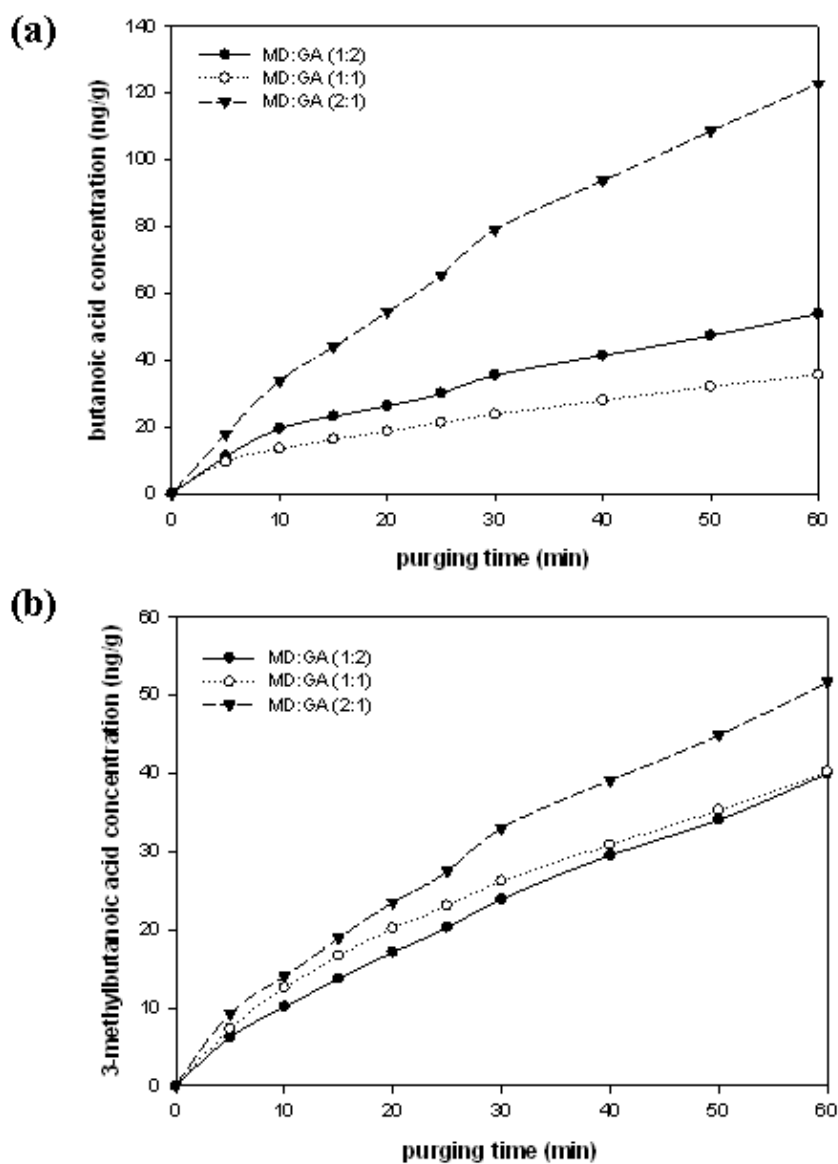 (a)
140
120
100
80
60
40
20
0
butanoic acid concentration (ng/g)
MD:GA (1:2)
MD:GA (1:1)
MD:GA (2:1)
0 10 20 30 40 50 60
purging time (min)
(b)
60
50
40
30
20
10
0
3-methylbutanoic acid concentration (ng/g)
MD:GA (1:2)
MD:GA (1:1)
MD:GA (2:1)
0 10 20 30 40 50 60
purging time (min)